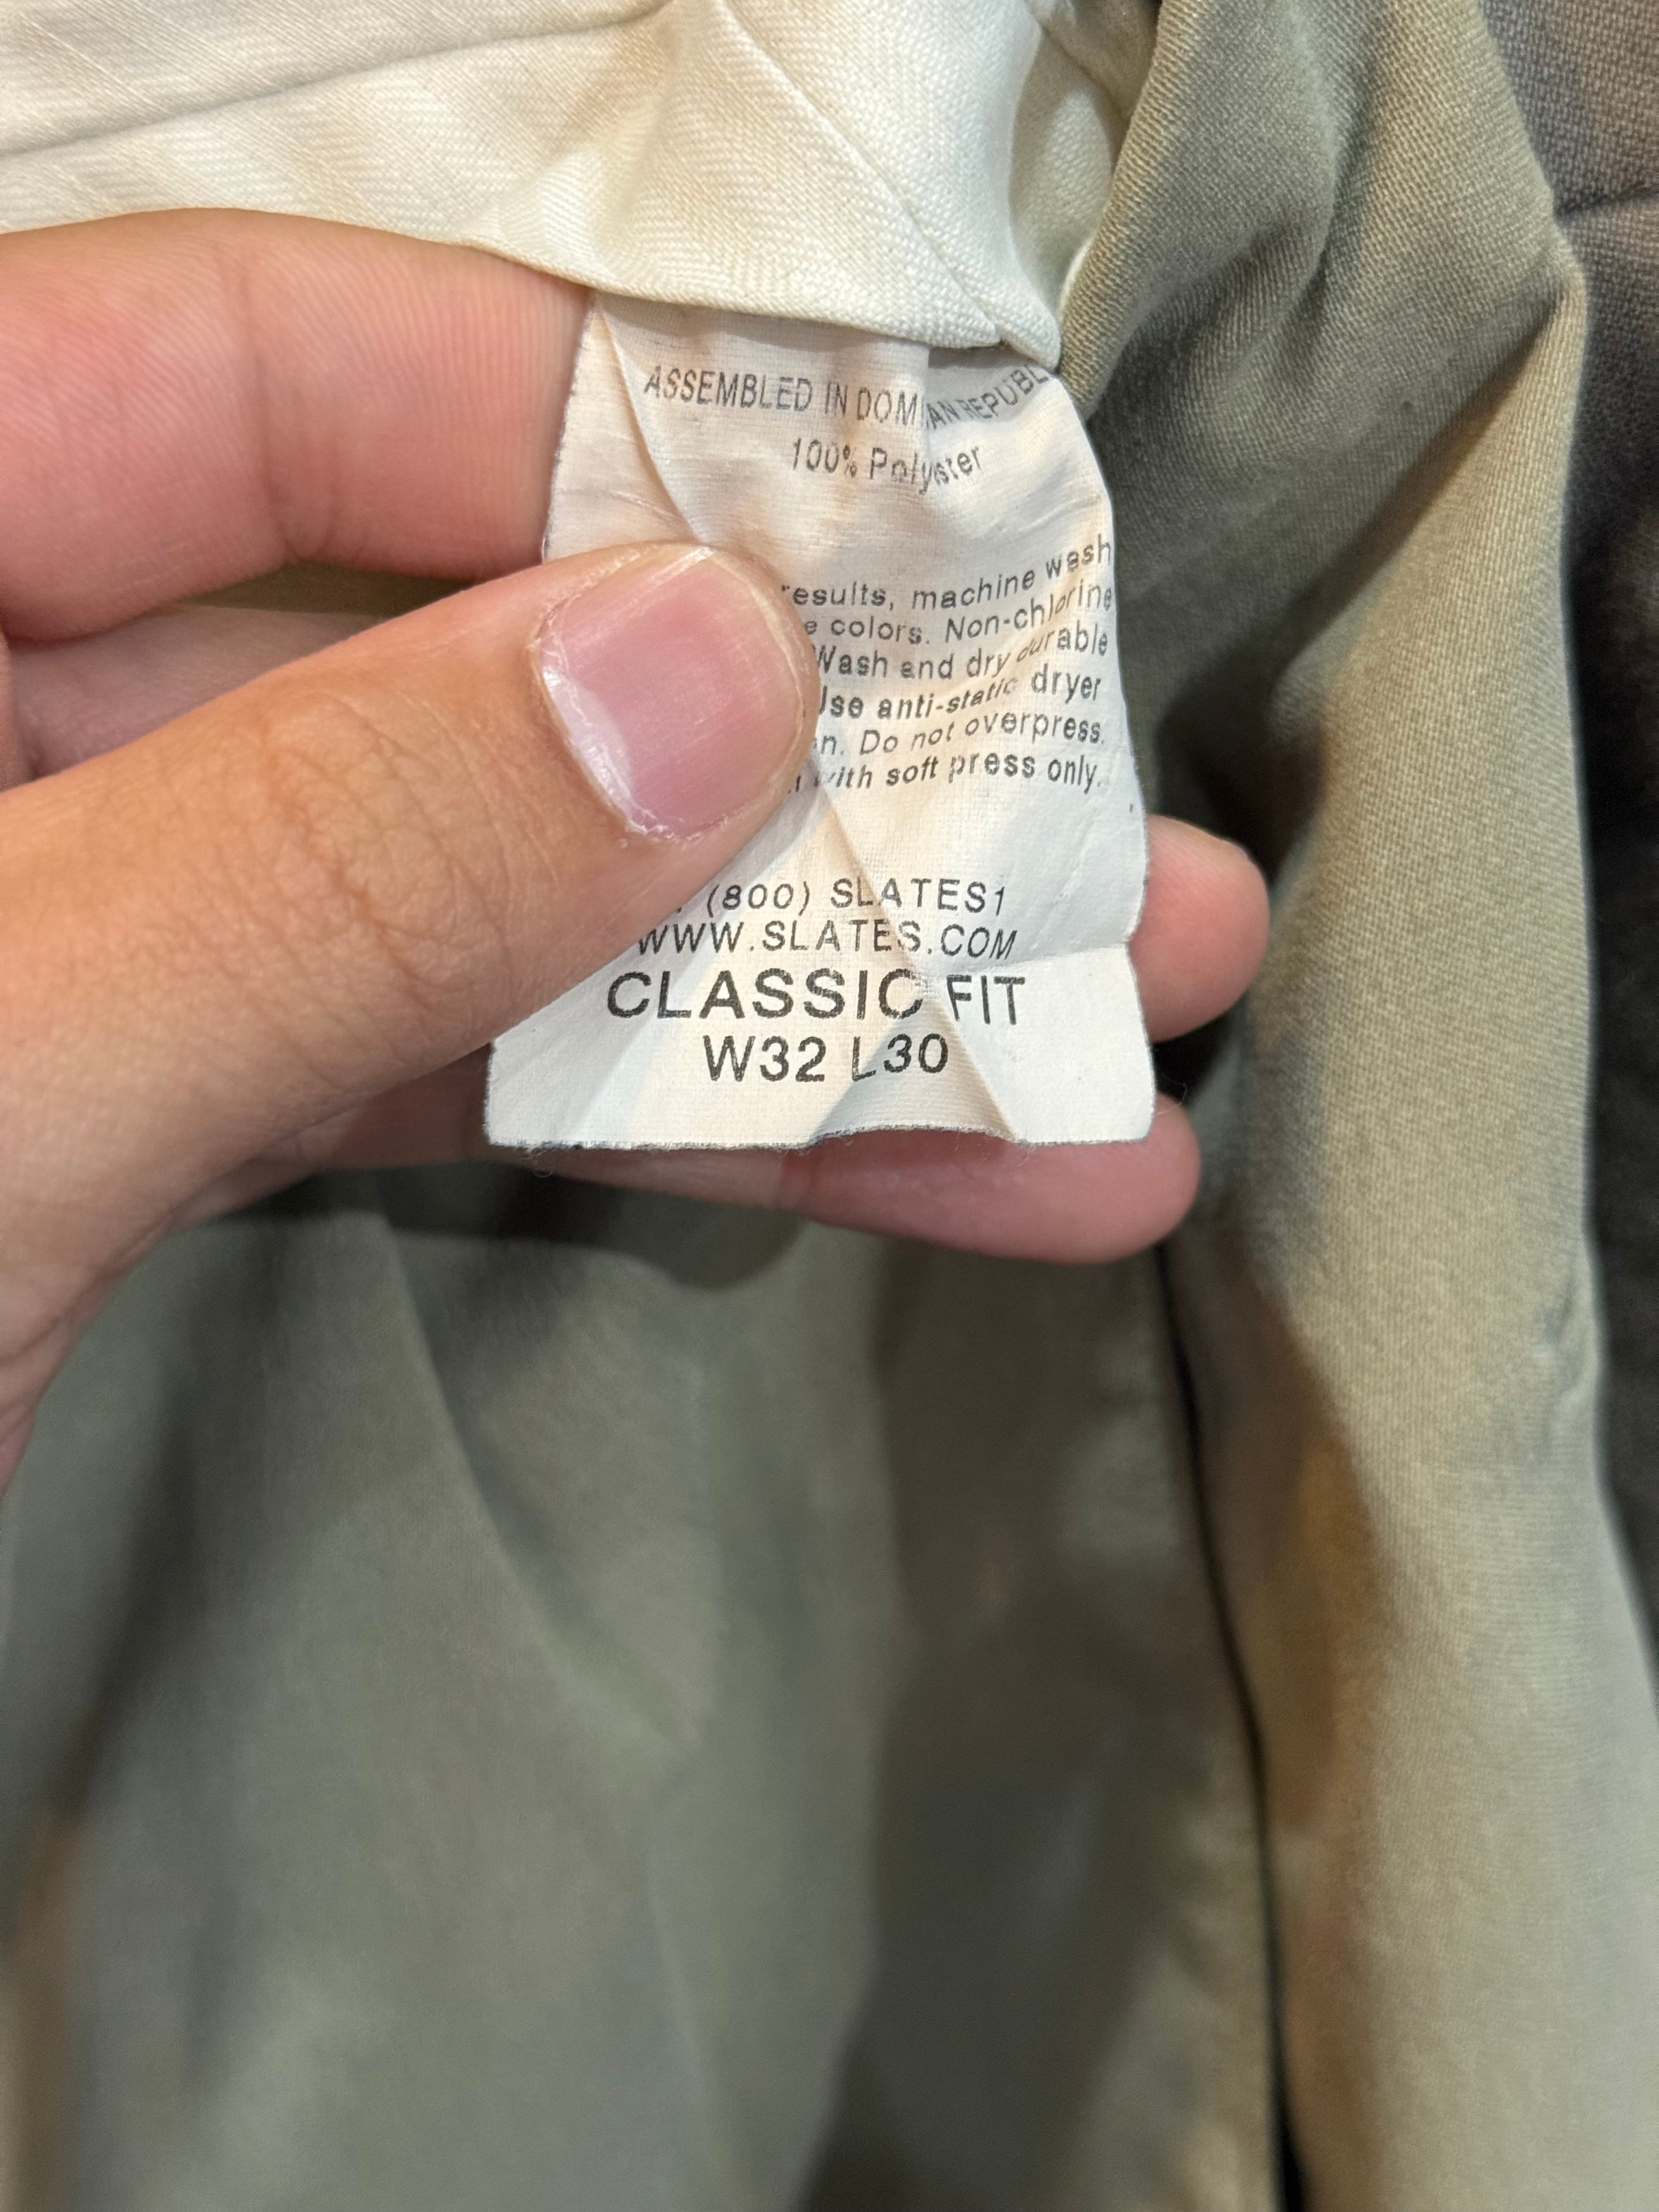 ASSEMBLED IN
100% Polyester
results, machine wash
colors. Non-chlorine
Wash and dry durable
Use anti-static dryer
Do not overpress.
with soft press only.
(800) SLATES1
WWW.SLATES.COM
CLASSIC FIT
W32 L30